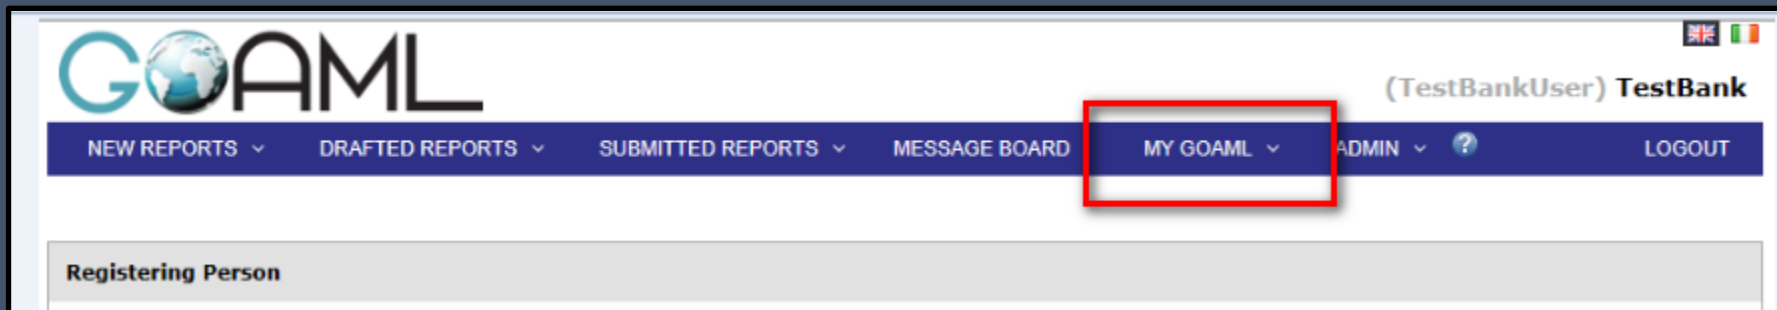 GOAML
(TestBankUser) TestBank
NEW REPORTS DRAFTED REPORTS SUBMITTED REPORTS MESSAGE BOARD MY GOAML ADMIN ? LOGOUT
Registering Person